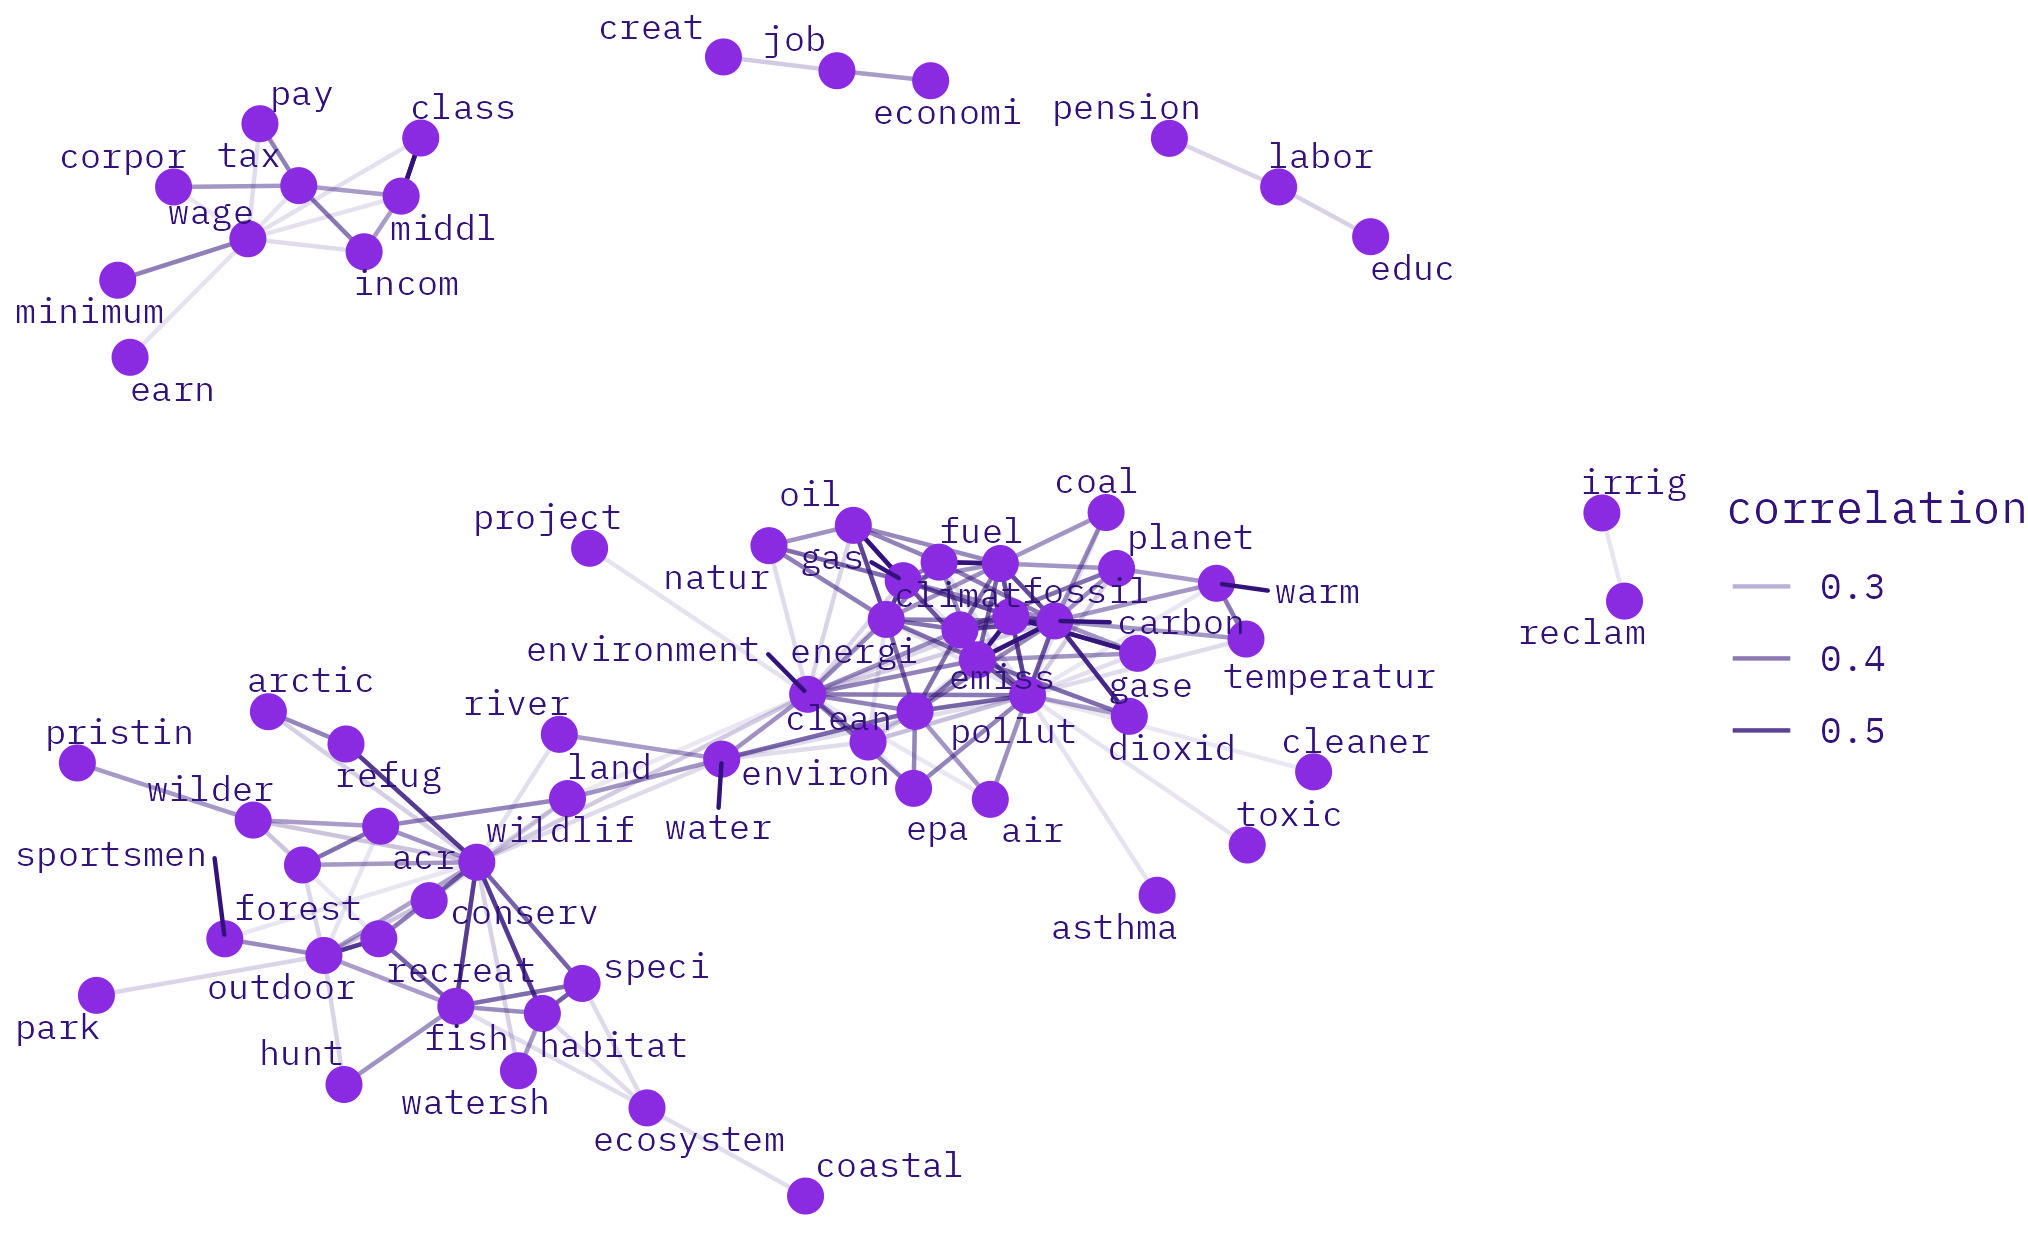 creat
job
economi
pay
class
pension
corpor
tax
labor
wage
middl
educ
incom
minimum
earn
irrig
coal
oil
correlation
project
fuel
planet
gas
natur
climat
fossil
warm
0.3
carbon
reclam
environment
energi
0.4
arctic
emiss
gase
temperatur
river
clean
pristin
pollut
dioxid
cleaner
0.5
refug
land
environ
wilder
toxic
wildlif
water
epa
air
sportsmen
acr
forest
conserv
asthma
recreat
speci
outdoor
park
fish
habitat
hunt
watersh
ecosystem
coastal